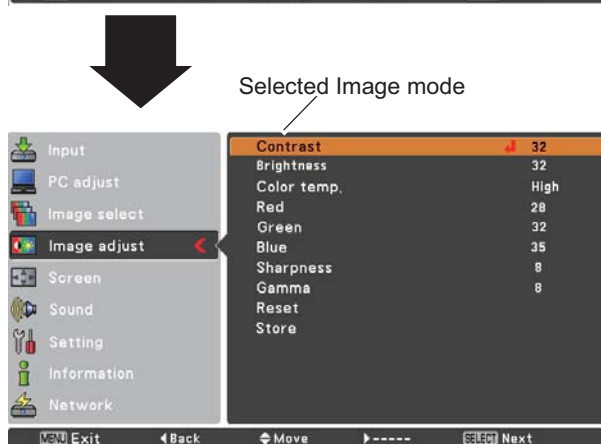 Selected Image mode
Input
PC adjust
Image select
Image adjust
Screen
Sound
Setting
Information
Network
Contrast 32
Brightness 32
Color temp. High
Red 28
Green 32
Blue 35
Sharpness 8
Gamma 8
Reset
Store
MENU Exit Back Move ----- SELECT Next